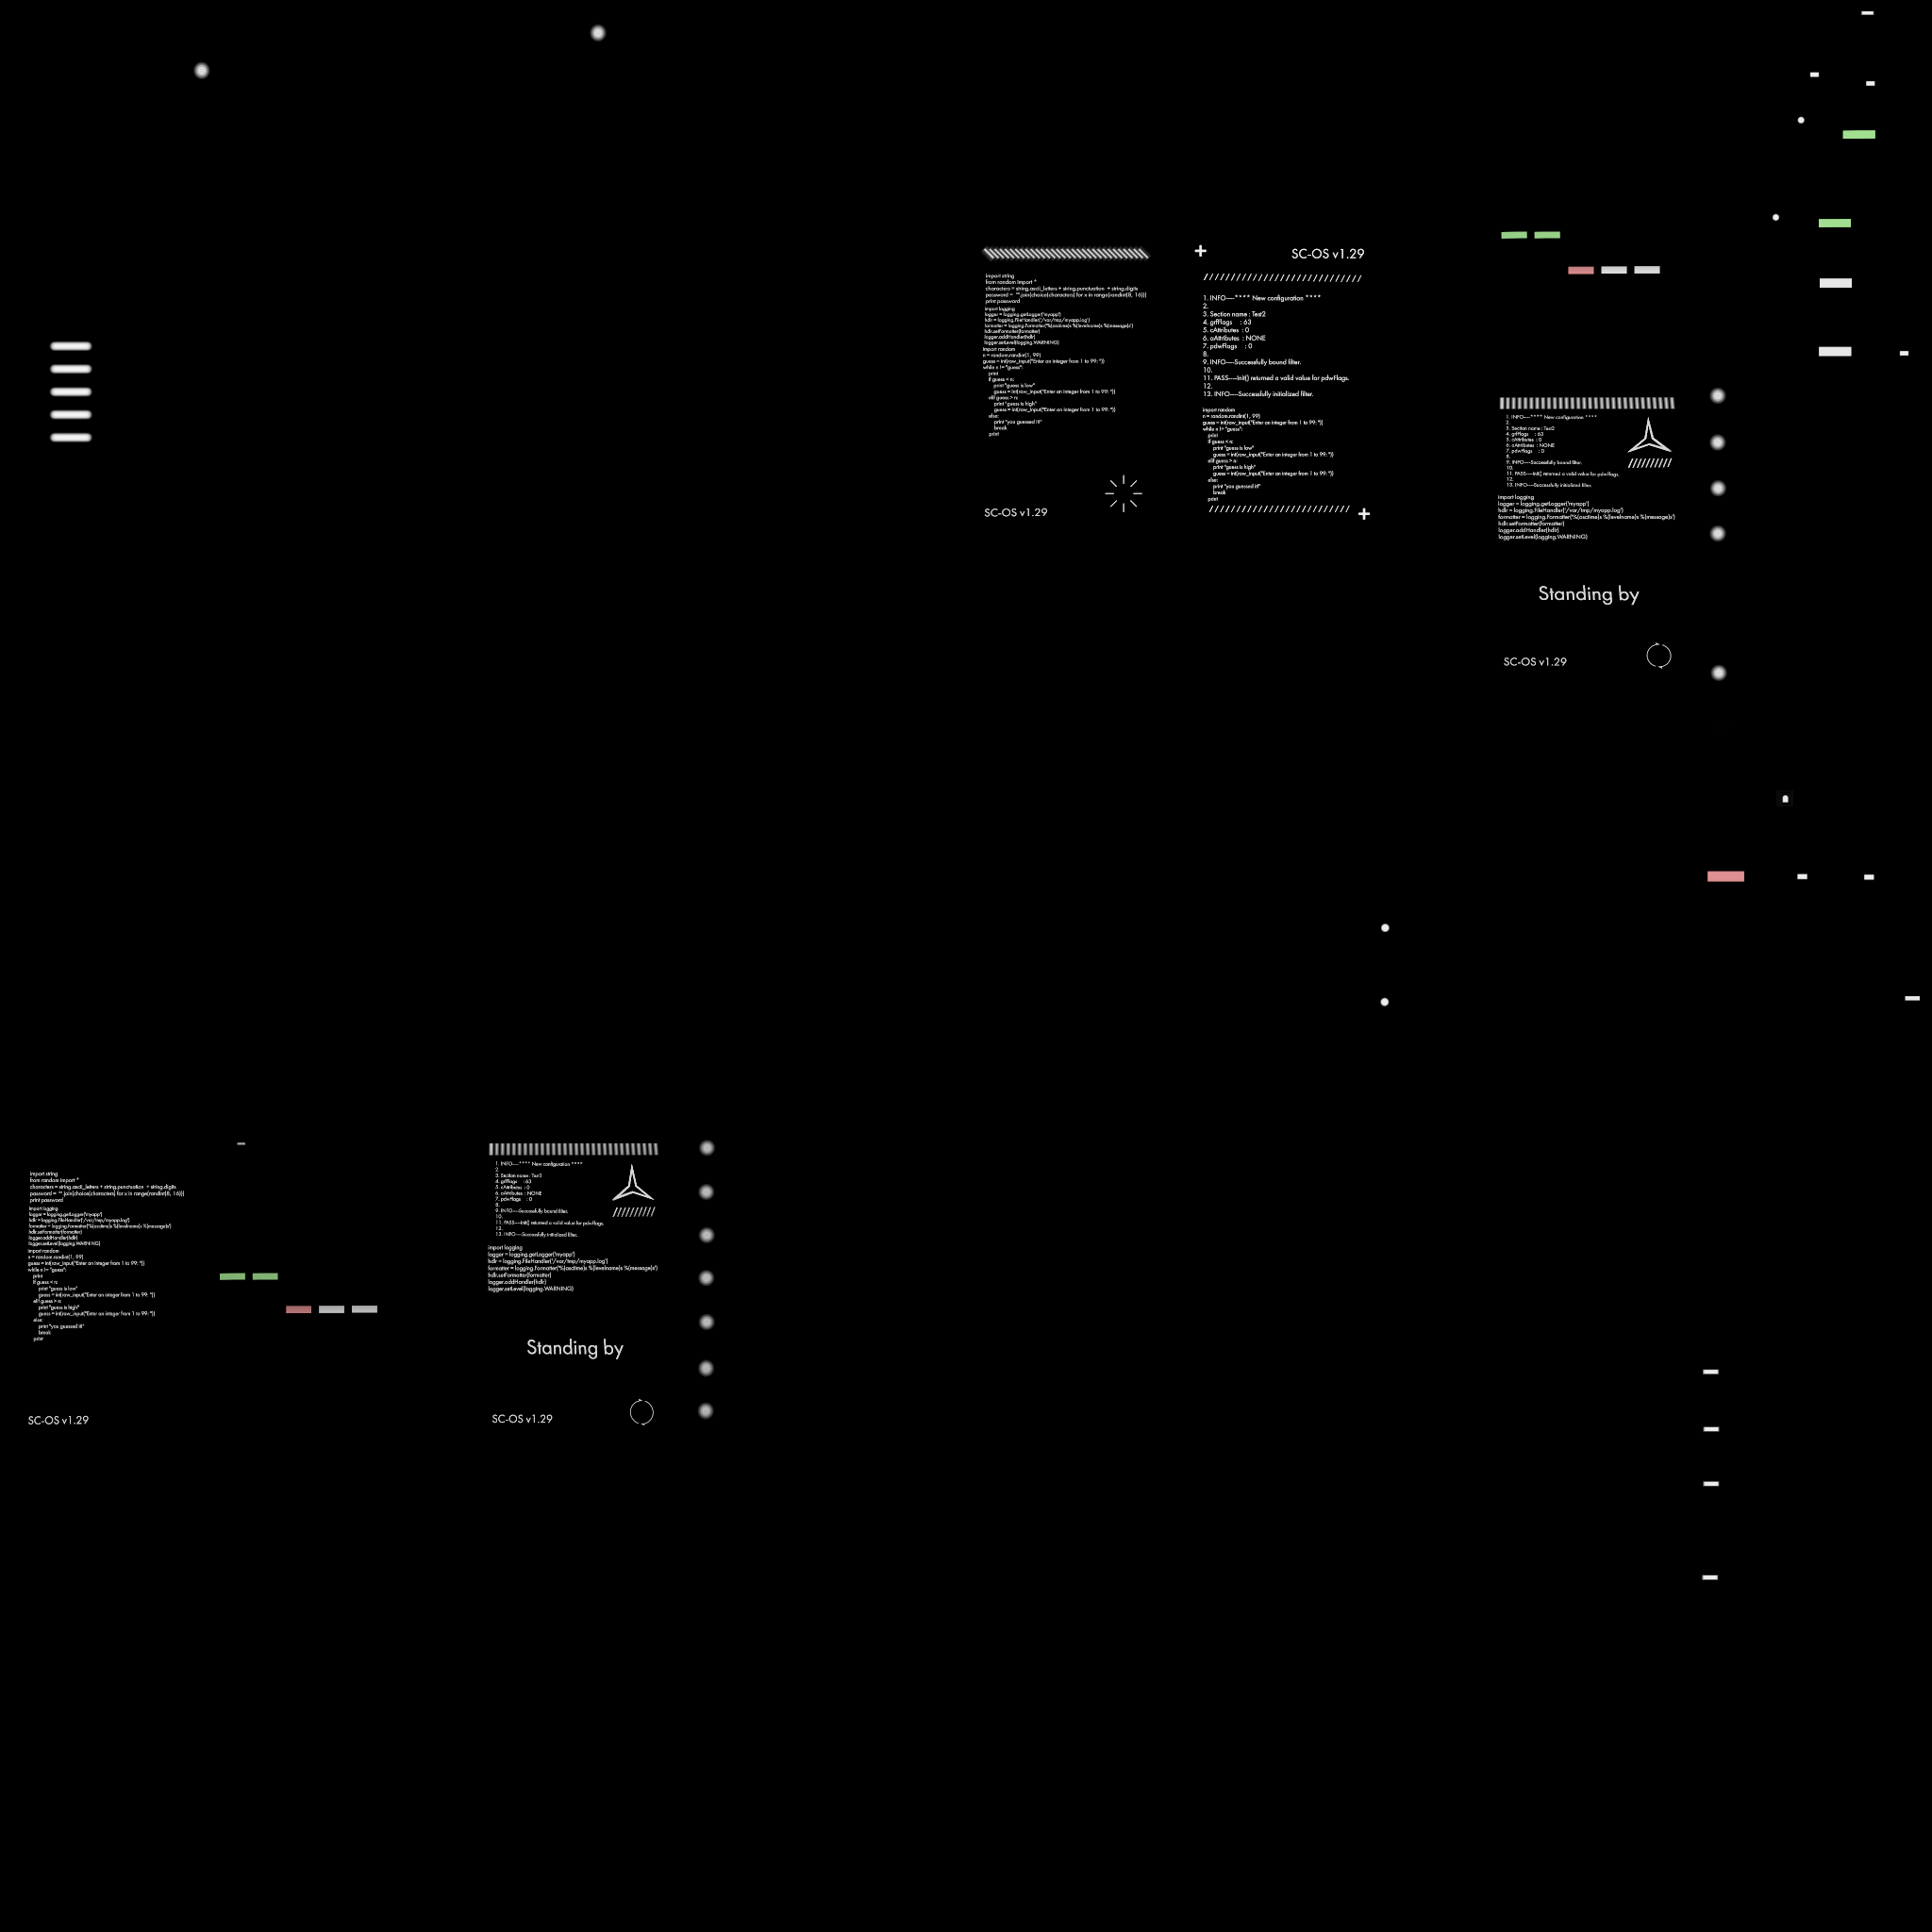 import string
from random import *
characters = string.ascii_letters + string.punctuation  + string.digits
password =  "".join(choice(characters) for x in range(randint(8, 16)))
print password
import logging
logger = logging.getLogger('myapp')
hdlr = logging.FileHandler('/var/tmp/myapp.log')
formatter = logging.Formatter('%(asctime)s %(levelname)s %(message)s')
hdlr.setFormatter(formatter)
logger.addHandler(hdlr)
logger.setLevel(logging.WARNING)
import random
n = random.randint(1, 99)
guess = int(raw_input("Enter an integer from 1 to 99: "))
while n != "guess":
print
if guess < n:
print "guess is low"
guess = int(raw_input("Enter an integer from 1 to 99: "))
elif guess > n:
print "guess is high"
guess = int(raw_input("Enter an integer from 1 to 99: "))
else:
print "you guessed it!"
break
print
SC-OS v1.29
SC-OS v1.29
1. INFO----**** New configuration ****
2.
3. Section name : Test2
4. grfFlags : 63
5. cAttributes : 0
6. aAttributes : NONE
7. pdwFlags : 0
8.
9. INFO----Successfully bound filter.
10.
11. PASS----Init() returned a valid value for pdwFlags.
12.
13. INFO----Successfully initialized filter.
import random
n = random.randint(1, 99)
guess = int(raw_input("Enter an integer from 1 to 99: "))
while n != "guess":
print
if guess < n:
print "guess is low"
guess = int(raw_input("Enter an integer from 1 to 99: "))
elif guess > n:
print "guess is high"
guess = int(raw_input("Enter an integer from 1 to 99: "))
else:
print "you guessed it!"
break
print
1. INFO----**** New configuration ****
2.
3. Section name : Test2
4. grfFlags : 63
5. cAttributes : 0
6. aAttributes : NONE
7. pdwFlags : 0
8.
9. INFO----Successfully bound filter.
10.
11. PASS----Init() returned a valid value for pdwFlags.
12.
13. INFO----Successfully initialized filter.
import logging
logger = logging.getLogger('myapp')
hdlr = logging.FileHandler('/var/tmp/myapp.log')
formatter = logging.Formatter('%(asctime)s %(levelname)s %(message)s')
hdlr.setFormatter(formatter)
logger.addHandler(hdlr)
logger.setLevel(logging.WARNING)
Standing by
SC-OS v1.29
import string
from random import *
characters = string.ascii_letters + string.punctuation  + string.digits
password =  "".join(choice(characters) for x in range(randint(8, 16)))
print password
import logging
logger = logging.getLogger('myapp')
hdlr = logging.FileHandler('/var/tmp/myapp.log')
formatter = logging.Formatter('%(asctime)s %(levelname)s %(message)s')
hdlr.setFormatter(formatter)
logger.addHandler(hdlr)
logger.setLevel(logging.WARNING)
import random
n = random.randint(1, 99)
guess = int(raw_input("Enter an integer from 1 to 99: "))
while n != "guess":
print
if guess < n:
print "guess is low"
guess = int(raw_input("Enter an integer from 1 to 99: "))
elif guess > n:
print "guess is high"
guess = int(raw_input("Enter an integer from 1 to 99: "))
else:
print "you guessed it!"
break
print
SC-OS v1.29
1. INFO----**** New configuration ****
2.
3. Section name : Test2
4. grfFlags : 63
5. cAttributes : 0
6. aAttributes : NONE
7. pdwFlags : 0
8.
9. INFO----Successfully bound filter.
10.
11. PASS----Init() returned a valid value for pdwFlags.
12.
13. INFO----Successfully initialized filter.
import logging
logger = logging.getLogger('myapp')
hdlr = logging.FileHandler('/var/tmp/myapp.log')
formatter = logging.Formatter('%(asctime)s %(levelname)s %(message)s')
hdlr.setFormatter(formatter)
logger.addHandler(hdlr)
logger.setLevel(logging.WARNING)
Standing by
SC-OS v1.29